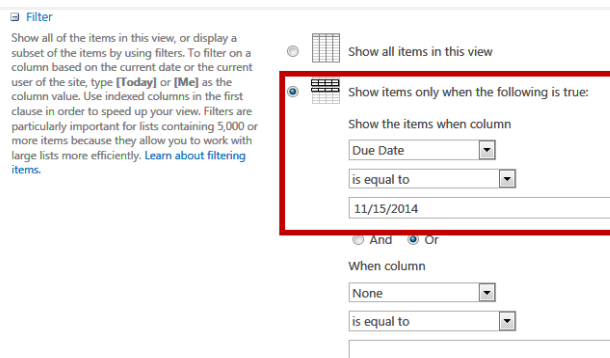 Filter
Show all of the items in this view, or display a
subset of the items by using filters. To filter on a
column based on the current date or the current
user of the site, type [Today] or [Me] as the
column value. Use indexed columns in the first
clause in order to speed up your view. Filters are
particularly important for lists containing 5,000 or
more items because they allow you to work with
large lists more efficiently. Learn about filtering
items.
Show all items in this view
Show items only when the following is true:
Show the items when column
Due Date
is equal to
11/15/2014
And Or
When column
None
is equal to